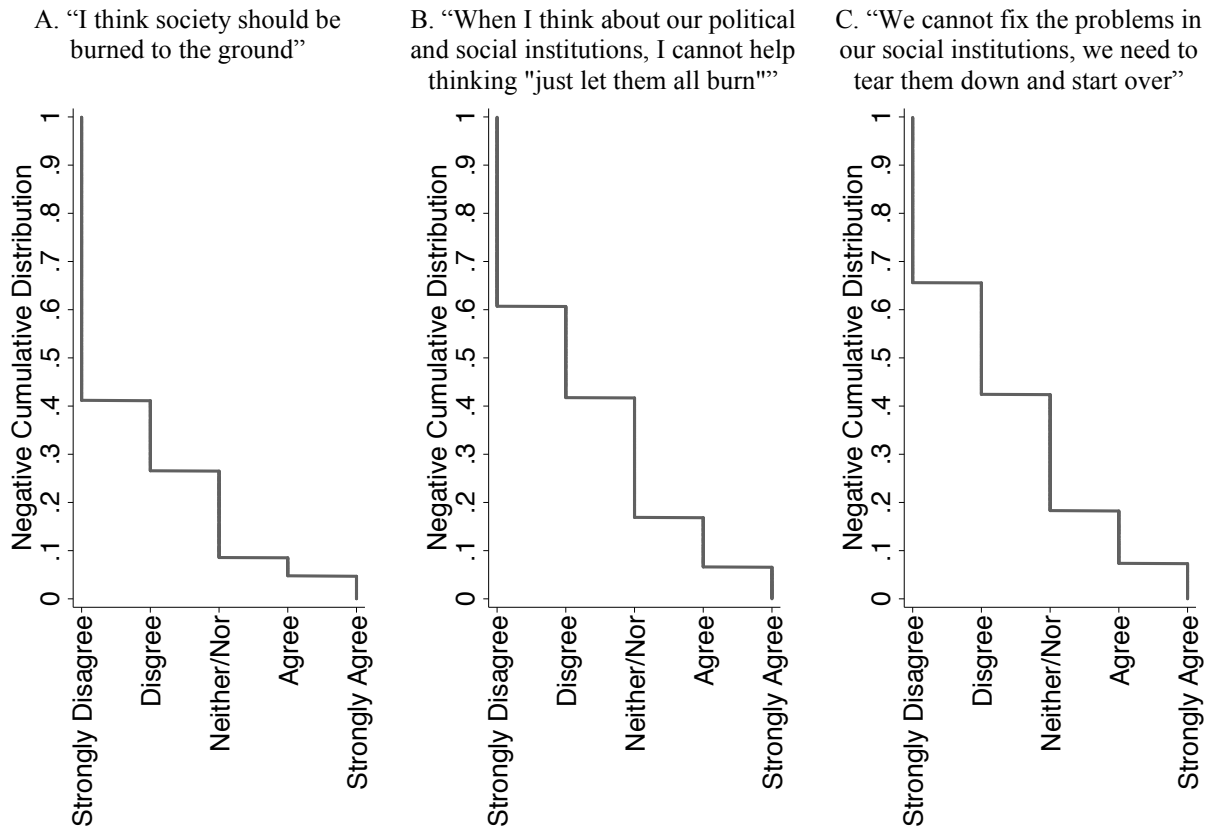 A. “I think society should be
burned to the ground”
Negative Cumulative Distribution
1
.9
.8
.7
.6
.5
.4
.3
.2
.1
0
Strongly Disagree
Disgree
Neither/Nor
Agree
Strongly Agree
B. “When I think about our political
and social institutions, I cannot help
thinking "just let them all burn"”
Negative Cumulative Distribution
1
.9
.8
.7
.6
.5
.4
.3
.2
.1
0
Strongly Disagree
Disgree
Neither/Nor
Agree
Strongly Agree
C. “We cannot fix the problems in
our social institutions, we need to
tear them down and start over”
Negative Cumulative Distribution
1
.9
.8
.7
.6
.5
.4
.3
.2
.1
0
Strongly Disagree
Disgree
Neither/Nor
Agree
Strongly Agree